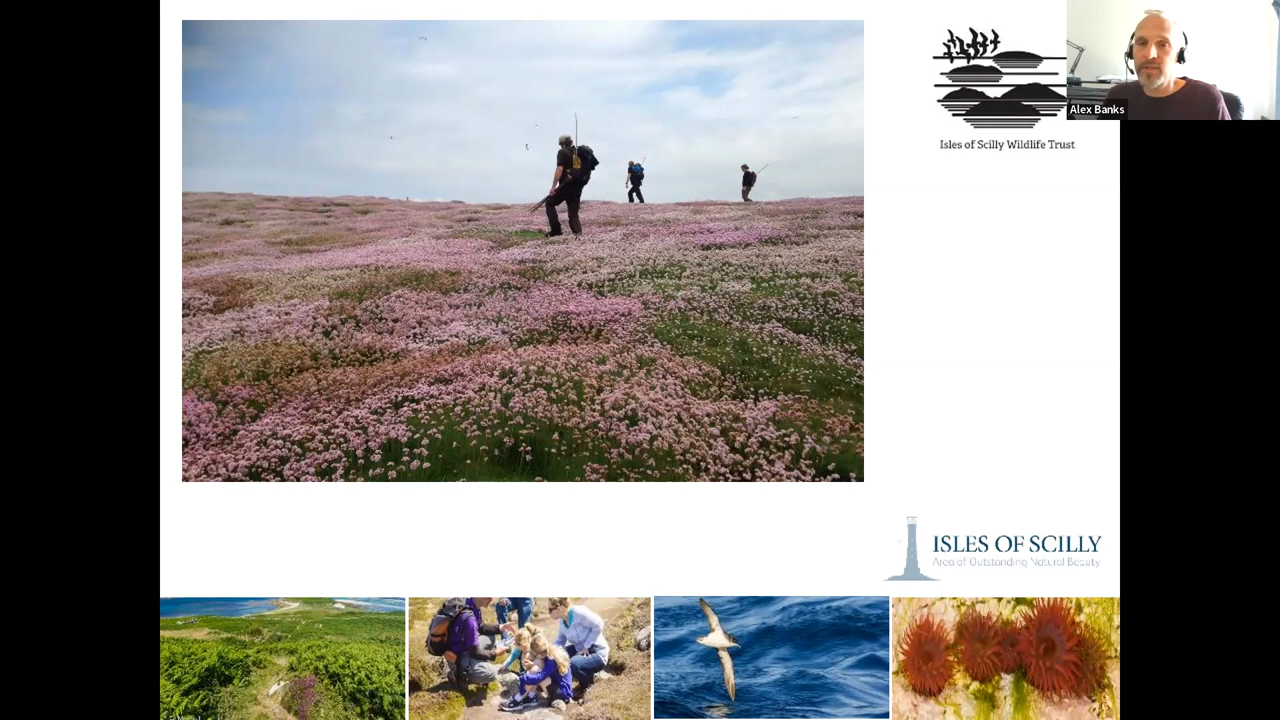 Alex Banks
Isles of Scilly Wildlife Trust
ISLES OF SCILLY
Area of Outstanding Natural Beauty